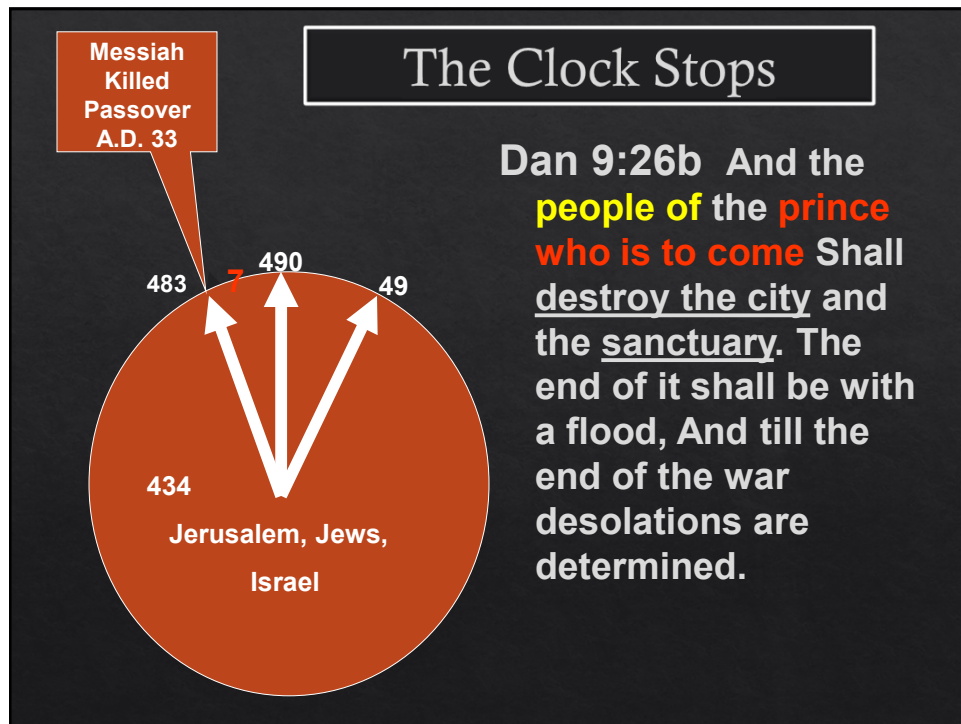 Messiah
Killed
Passover
A.D. 33
The Clock Stops
483
7
490
49
434
Jerusalem, Jews,
Israel
Dan 9:26b And the
people of the prince
who is to come Shall
destroy the city and
the sanctuary. The
end of it shall be with
a flood, And till the
end of the war
desolations are
determined.